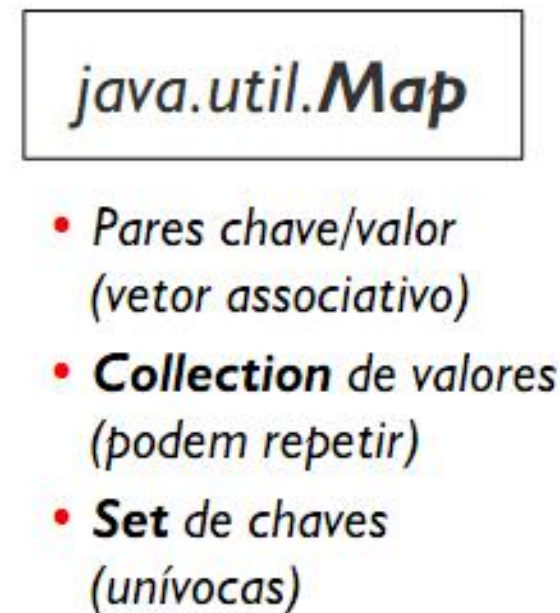 java.util.Map
• Pares chave/valor
(vetor associativo)
• Collection de valores
(podem repetir)
• Set de chaves
(unívocas)